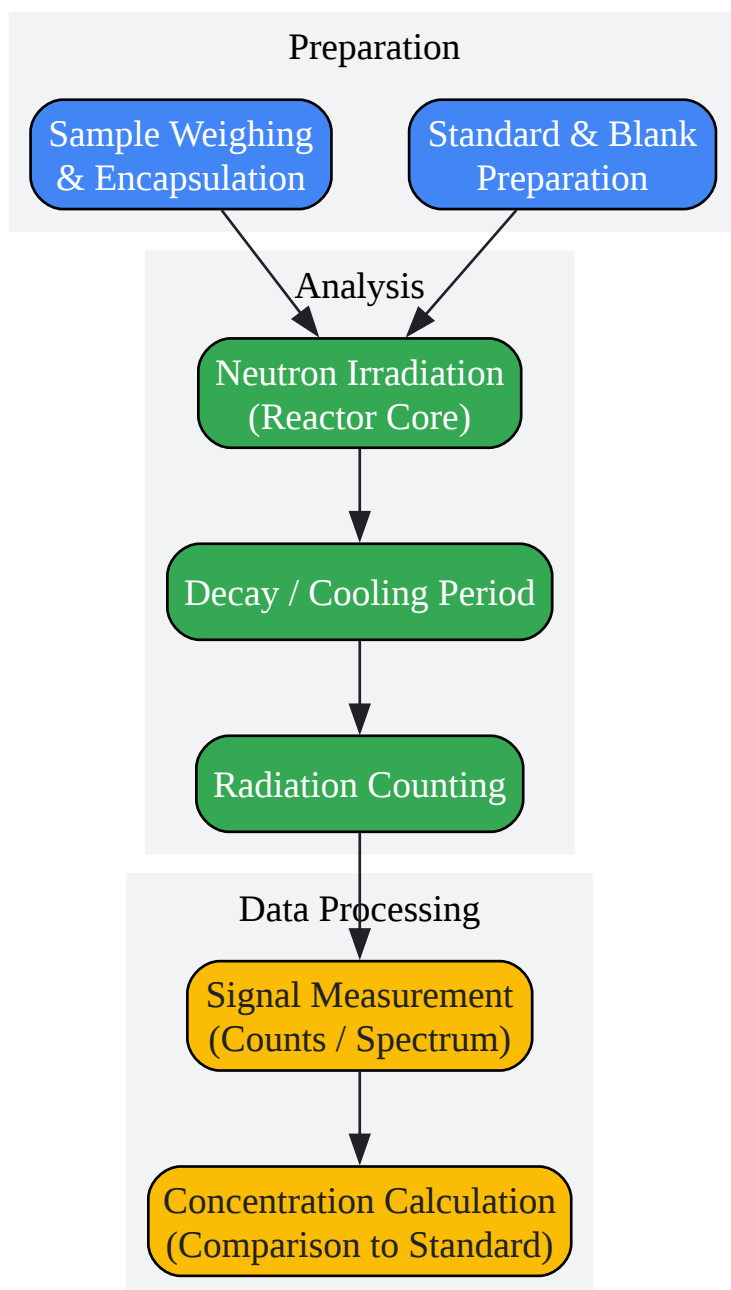 Preparation
Sample Weighing
& Encapsulation
Standard & Blank
Preparation
Analysis
Neutron Irradiation
(Reactor Core)
Decay / Cooling Period
Radiation Counting
Data Processing
Signal Measurement
(Counts / Spectrum)
Concentration Calculation
(Comparison to Standard)